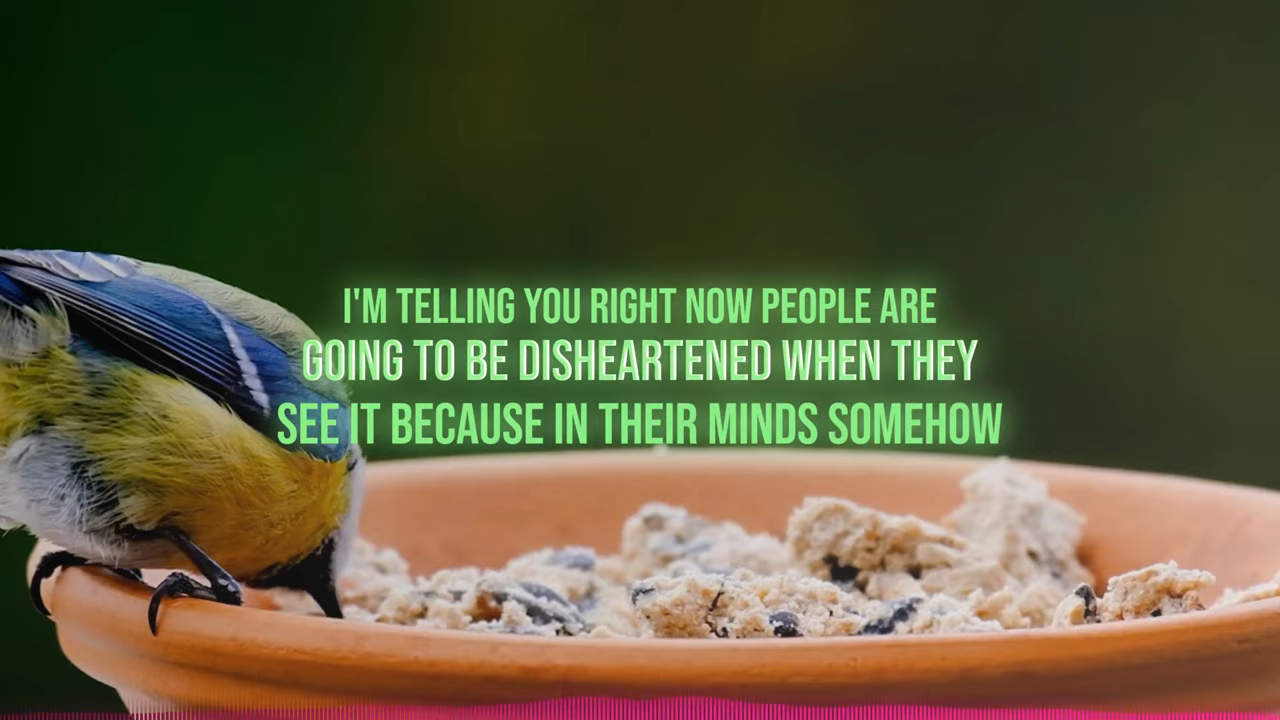 I'M TELLING YOU RIGHT NOW PEOPLE ARE
GOING TO BE DISHEARTENED WHEN THEY
SEE IT BECAUSE IN THEIR MINDS SOMEHOW